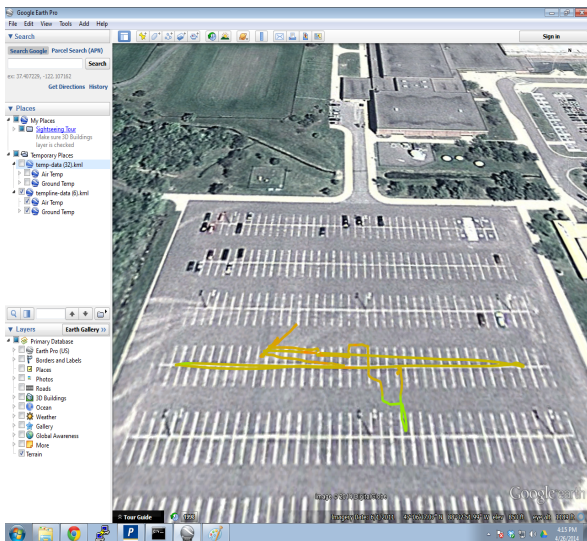 Google Earth Pro
File Edit View Tools Add Help
Search
Sign in
Search Google Parcel Search (APN)
Search
ex: 37.407229, -122.107162
Get Directions History
Places
My Places
Sightseeing Tour
Make sure 3D Buildings
layer is checked
Temporary Places
temp-data (32).kml
Air Temp
Ground Temp
templine-data (6).kml
Air Temp
Ground Temp
Layers
Earth Gallery >>
Primary Database
Earth Pro (US)
Borders and Labels
Places
Photos
Roads
3D Buildings
Ocean
Weather
Gallery
Global Awareness
More
Terrain
Google earth
Tour Guide
1998
4:15 PM